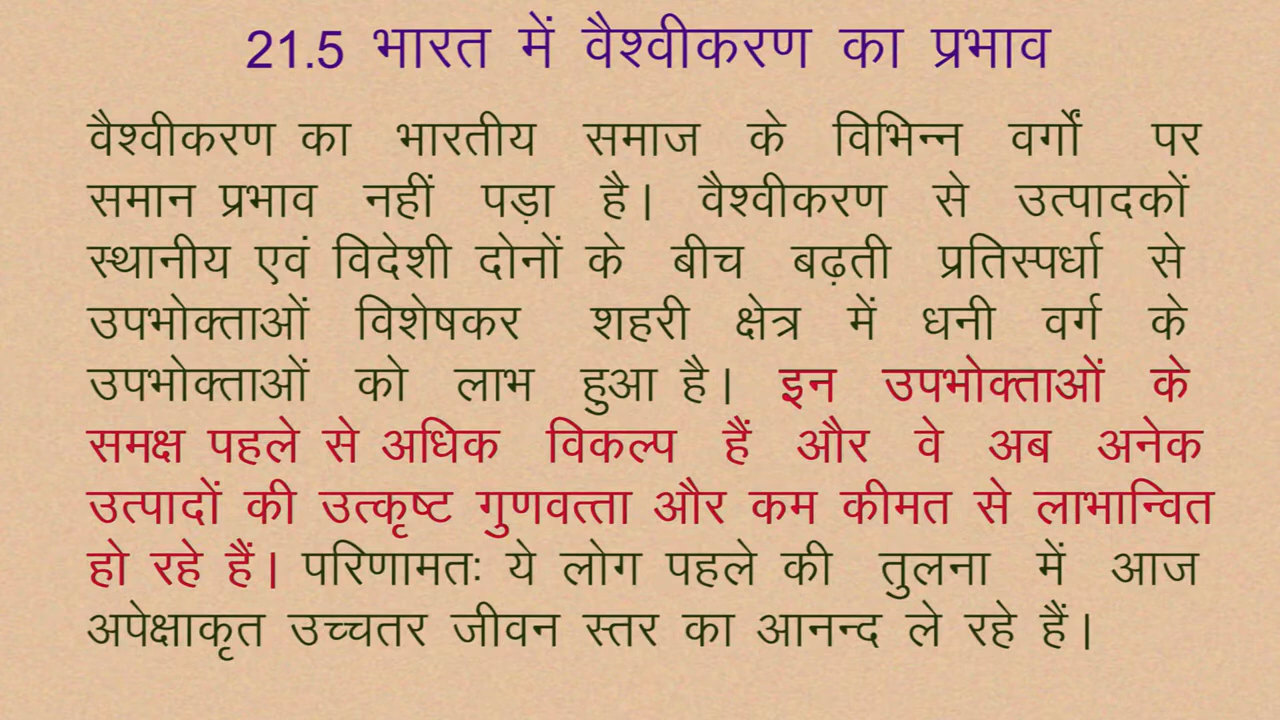 21.5 भारत में वैश्वीकरण का प्रभाव
वैश्वीकरण का भारतीय समाज के विभिन्न वर्गों पर
समान प्रभाव नहीं पड़ा है। वैश्वीकरण से उत्पादकों
स्थानीय एवं विदेशी दोनों के बीच बढ़ती प्रतिस्पर्धा से
उपभोक्ताओं विशेषकर शहरी क्षेत्र में धनी वर्ग के
उपभोक्ताओं को लाभ हुआ है। इन उपभोक्ताओं के
समक्ष पहले से अधिक विकल्प हैं और वे अब अनेक
उत्पादों की उत्कृष्ट गुणवत्ता और कम कीमत से लाभान्वित
हो रहे हैं। परिणामतः ये लोग पहले की तुलना में आज
अपेक्षाकृत उच्चतर जीवन स्तर का आनन्द ले रहे हैं।